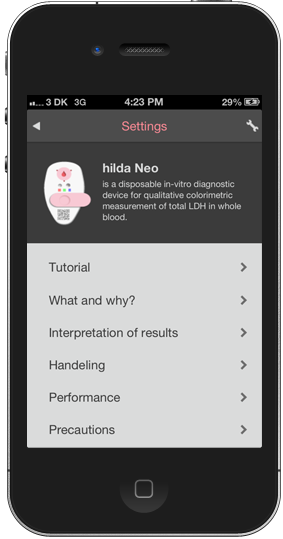 3 DK 3G 4:23 PM 29%
Settings
hilda Neo
is a disposable in-vitro diagnostic
device for qualitative colorimetric
measurement of total LDH in whole
blood.
Tutorial
What and why?
Interpretation of results
Handeling
Performance
Precautions